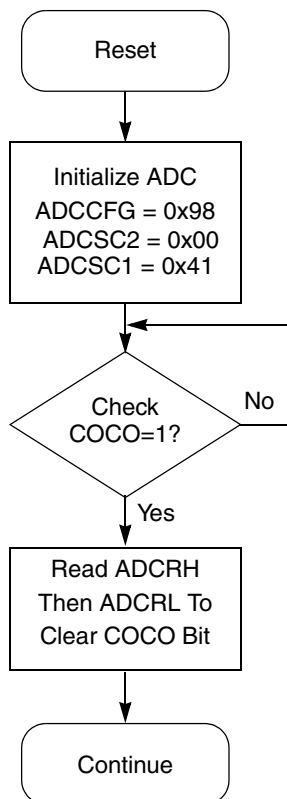 Reset
Initialize ADC
ADCCFG = 0x98
ADCSC2 = 0x00
ADCSC1 = 0x41
Check
COCO=1?
No
Yes
Read ADCRH
Then ADCRL To
Clear COCO Bit
Continue